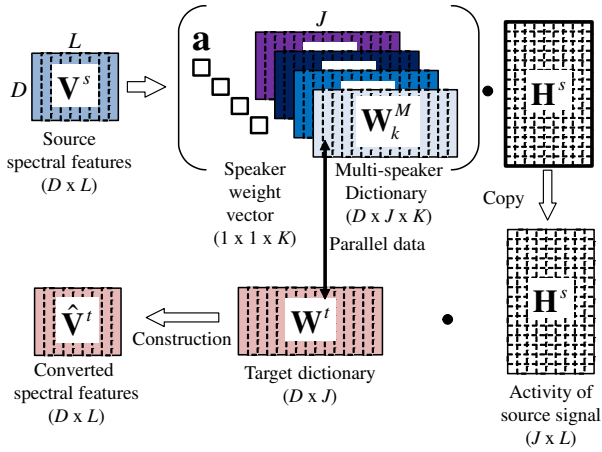 L
J
a
D
V^s
W_k^M
H^s
Source
spectral features
(D x L)
Speaker
weight
vector
(1 x 1 x K)
Multi-speaker
Dictionary
(D x J x K)
Copy
Parallel data
V̂^t
W^t
H^s
Construction
Converted
spectral features
(D x L)
Target dictionary
(D x J)
Activity of
source signal
(J x L)